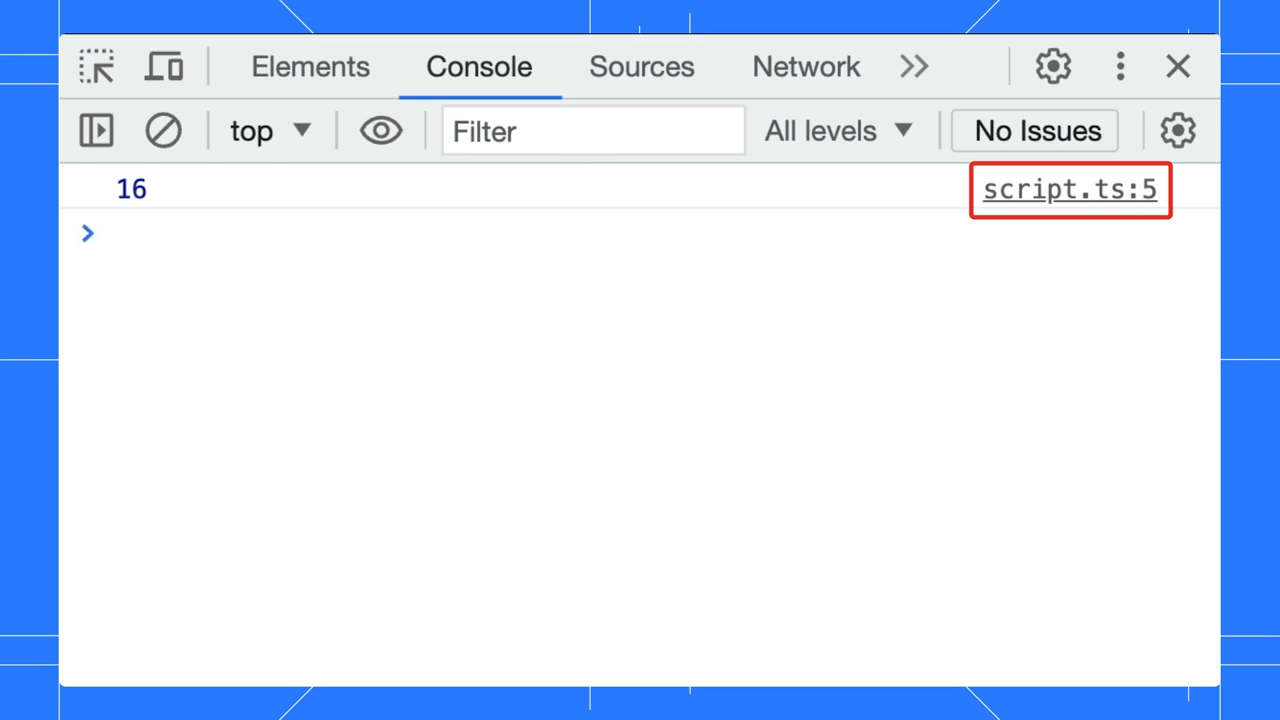 Elements Console Sources Network
top Filter All levels No Issues
16 script.ts:5